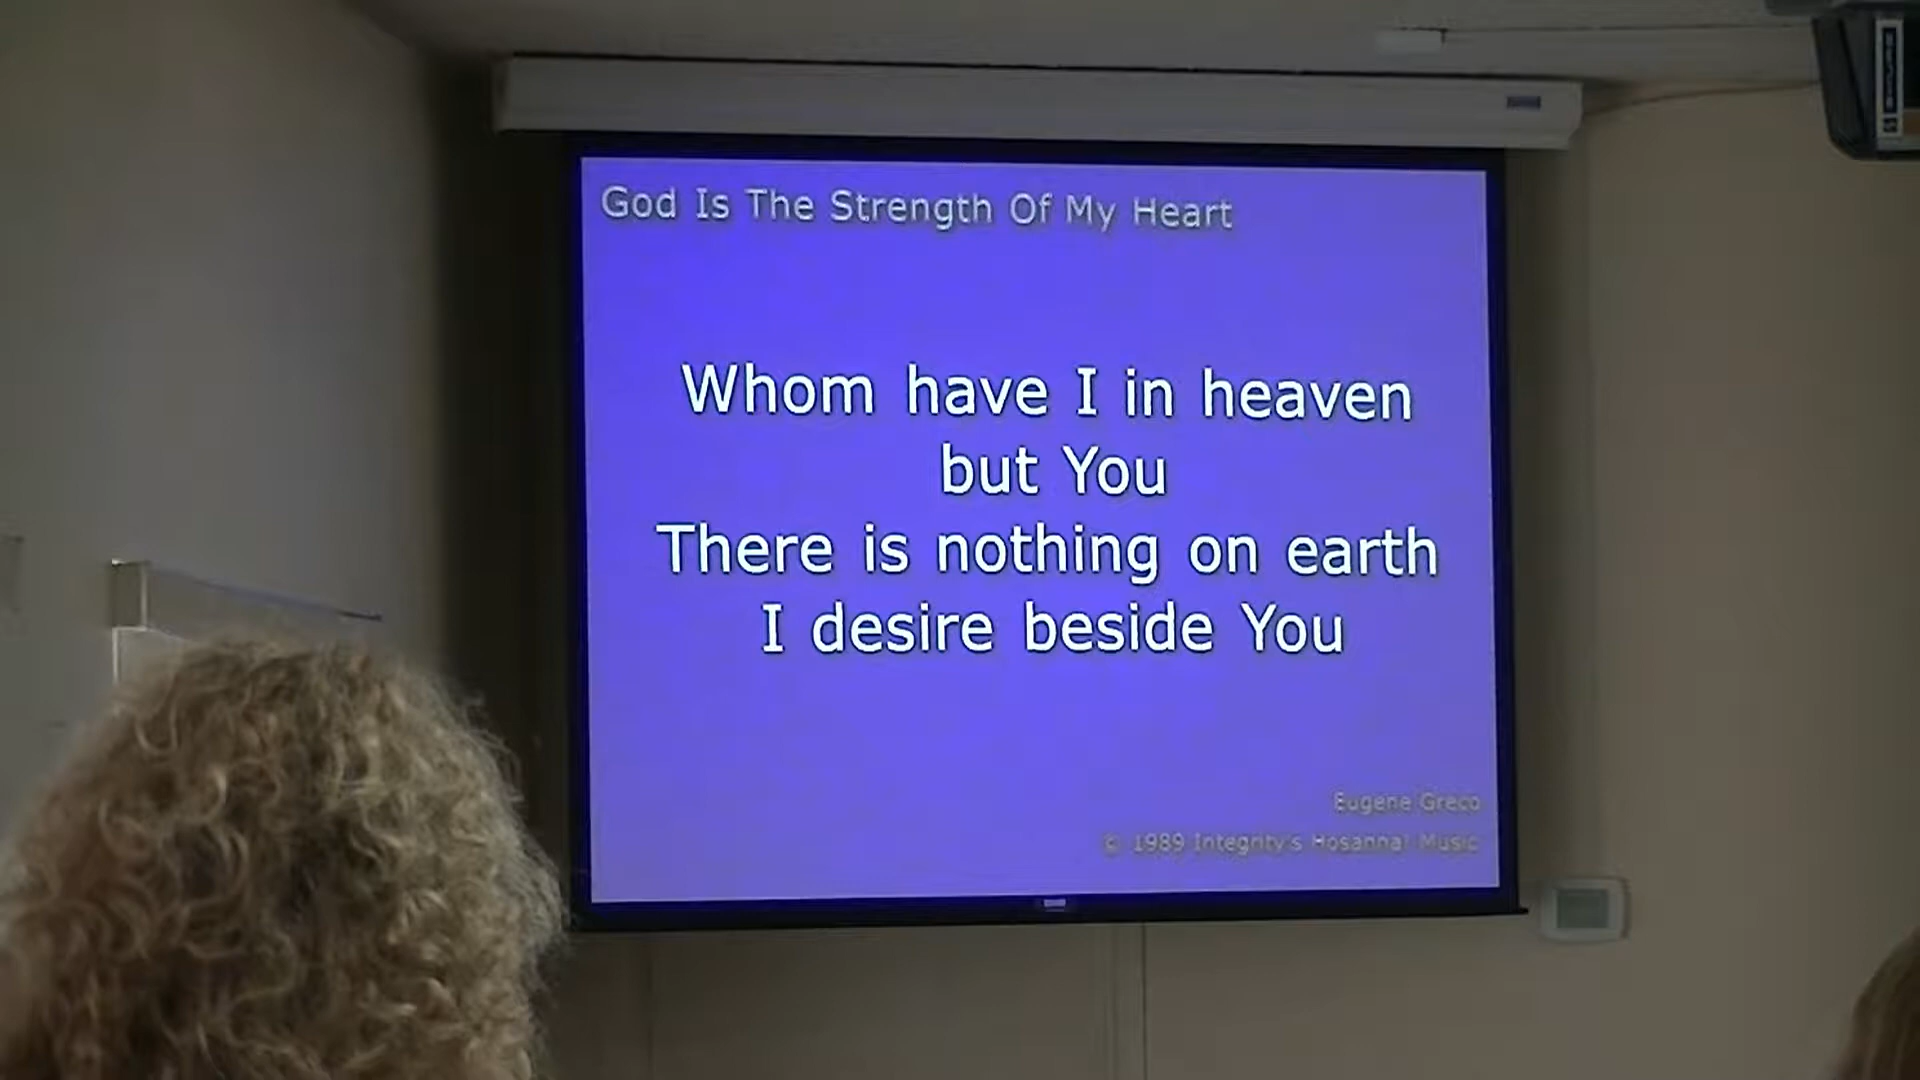 God Is The Strength Of My Heart
Whom have I in heaven
but You
There is nothing on earth
I desire beside You
Eugene Greco
© 1989 Integrity's Hosanna! Music